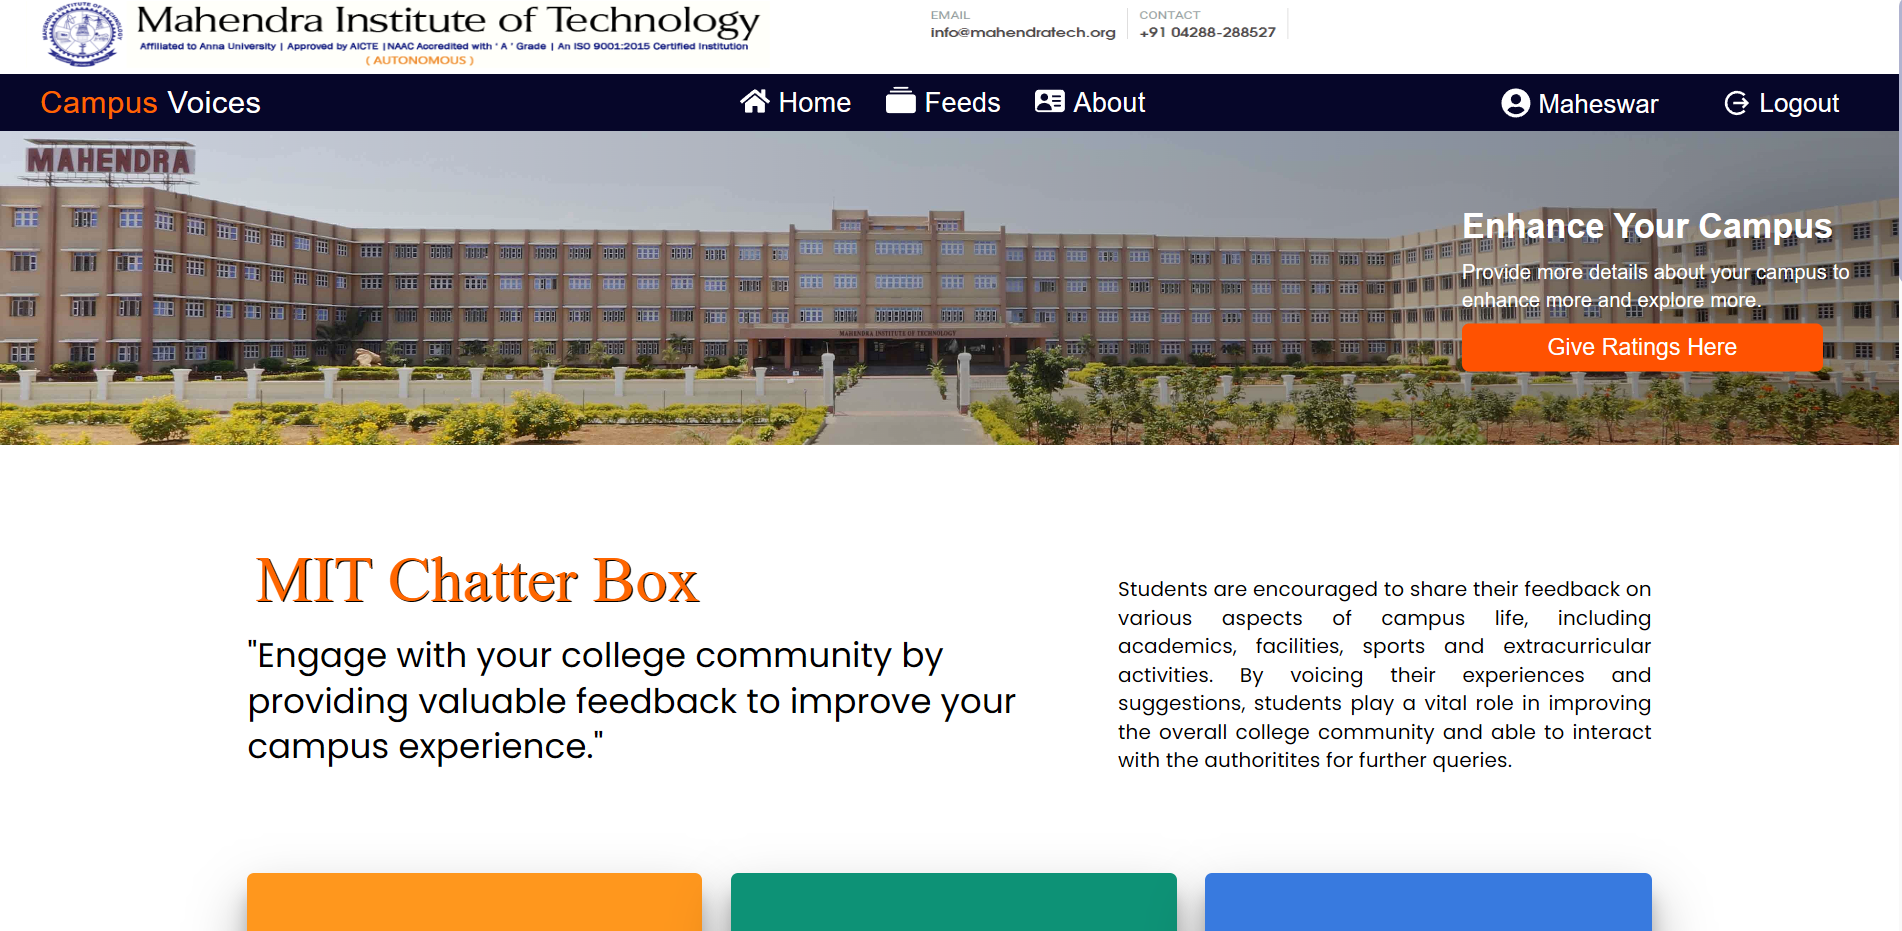 Mahendra Institute of Technology
Affiliated to Anna University | Approved by AICTE | NAAC Accredited with ' A ' Grade | An ISO 9001:2015 Certified Institution
( AUTONOMOUS )
EMAIL
info@mahendratech.org
CONTACT
+91 04288-288527
Campus Voices
Home
Feeds
About
Maheswar
Logout
MAHENDRA
MAHENDRA INSTITUTE OF TECHNOLOGY
Enhance Your Campus
Provide more details about your campus to
enhance more and explore more.
Give Ratings Here
MIT Chatter Box
"Engage with your college community by
providing valuable feedback to improve your
campus experience."
Students are encouraged to share their feedback on
various aspects of campus life, including
academics, facilities, sports and extracurricular
activities. By voicing their experiences and
suggestions, students play a vital role in improving
the overall college community and able to interact
with the authoritites for further queries.